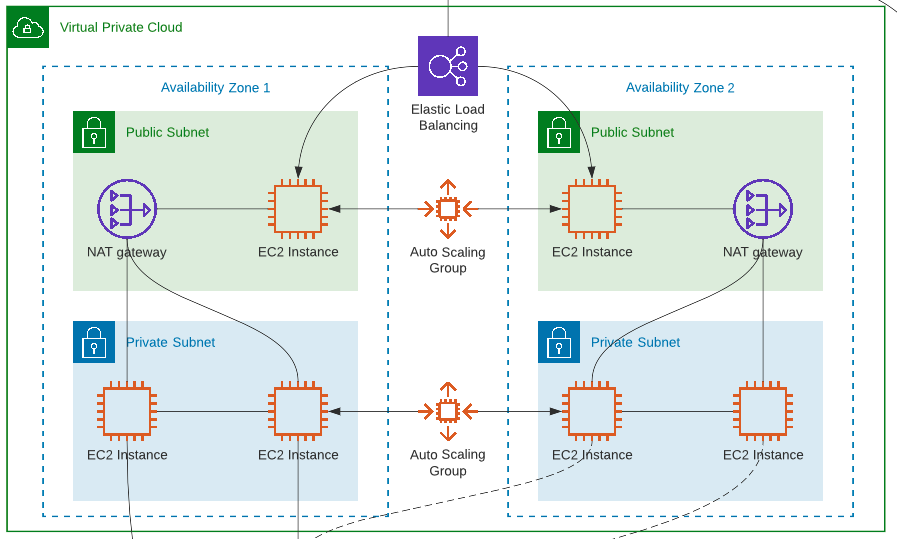 Virtual Private Cloud
Availability Zone 1
Elastic Load
Balancing
Availability Zone 2
Public Subnet
Public Subnet
NAT gateway
EC2 Instance
Auto Scaling
Group
EC2 Instance
NAT gateway
Private Subnet
Private Subnet
EC2 Instance
EC2 Instance
Auto Scaling
Group
EC2 Instance
EC2 Instance